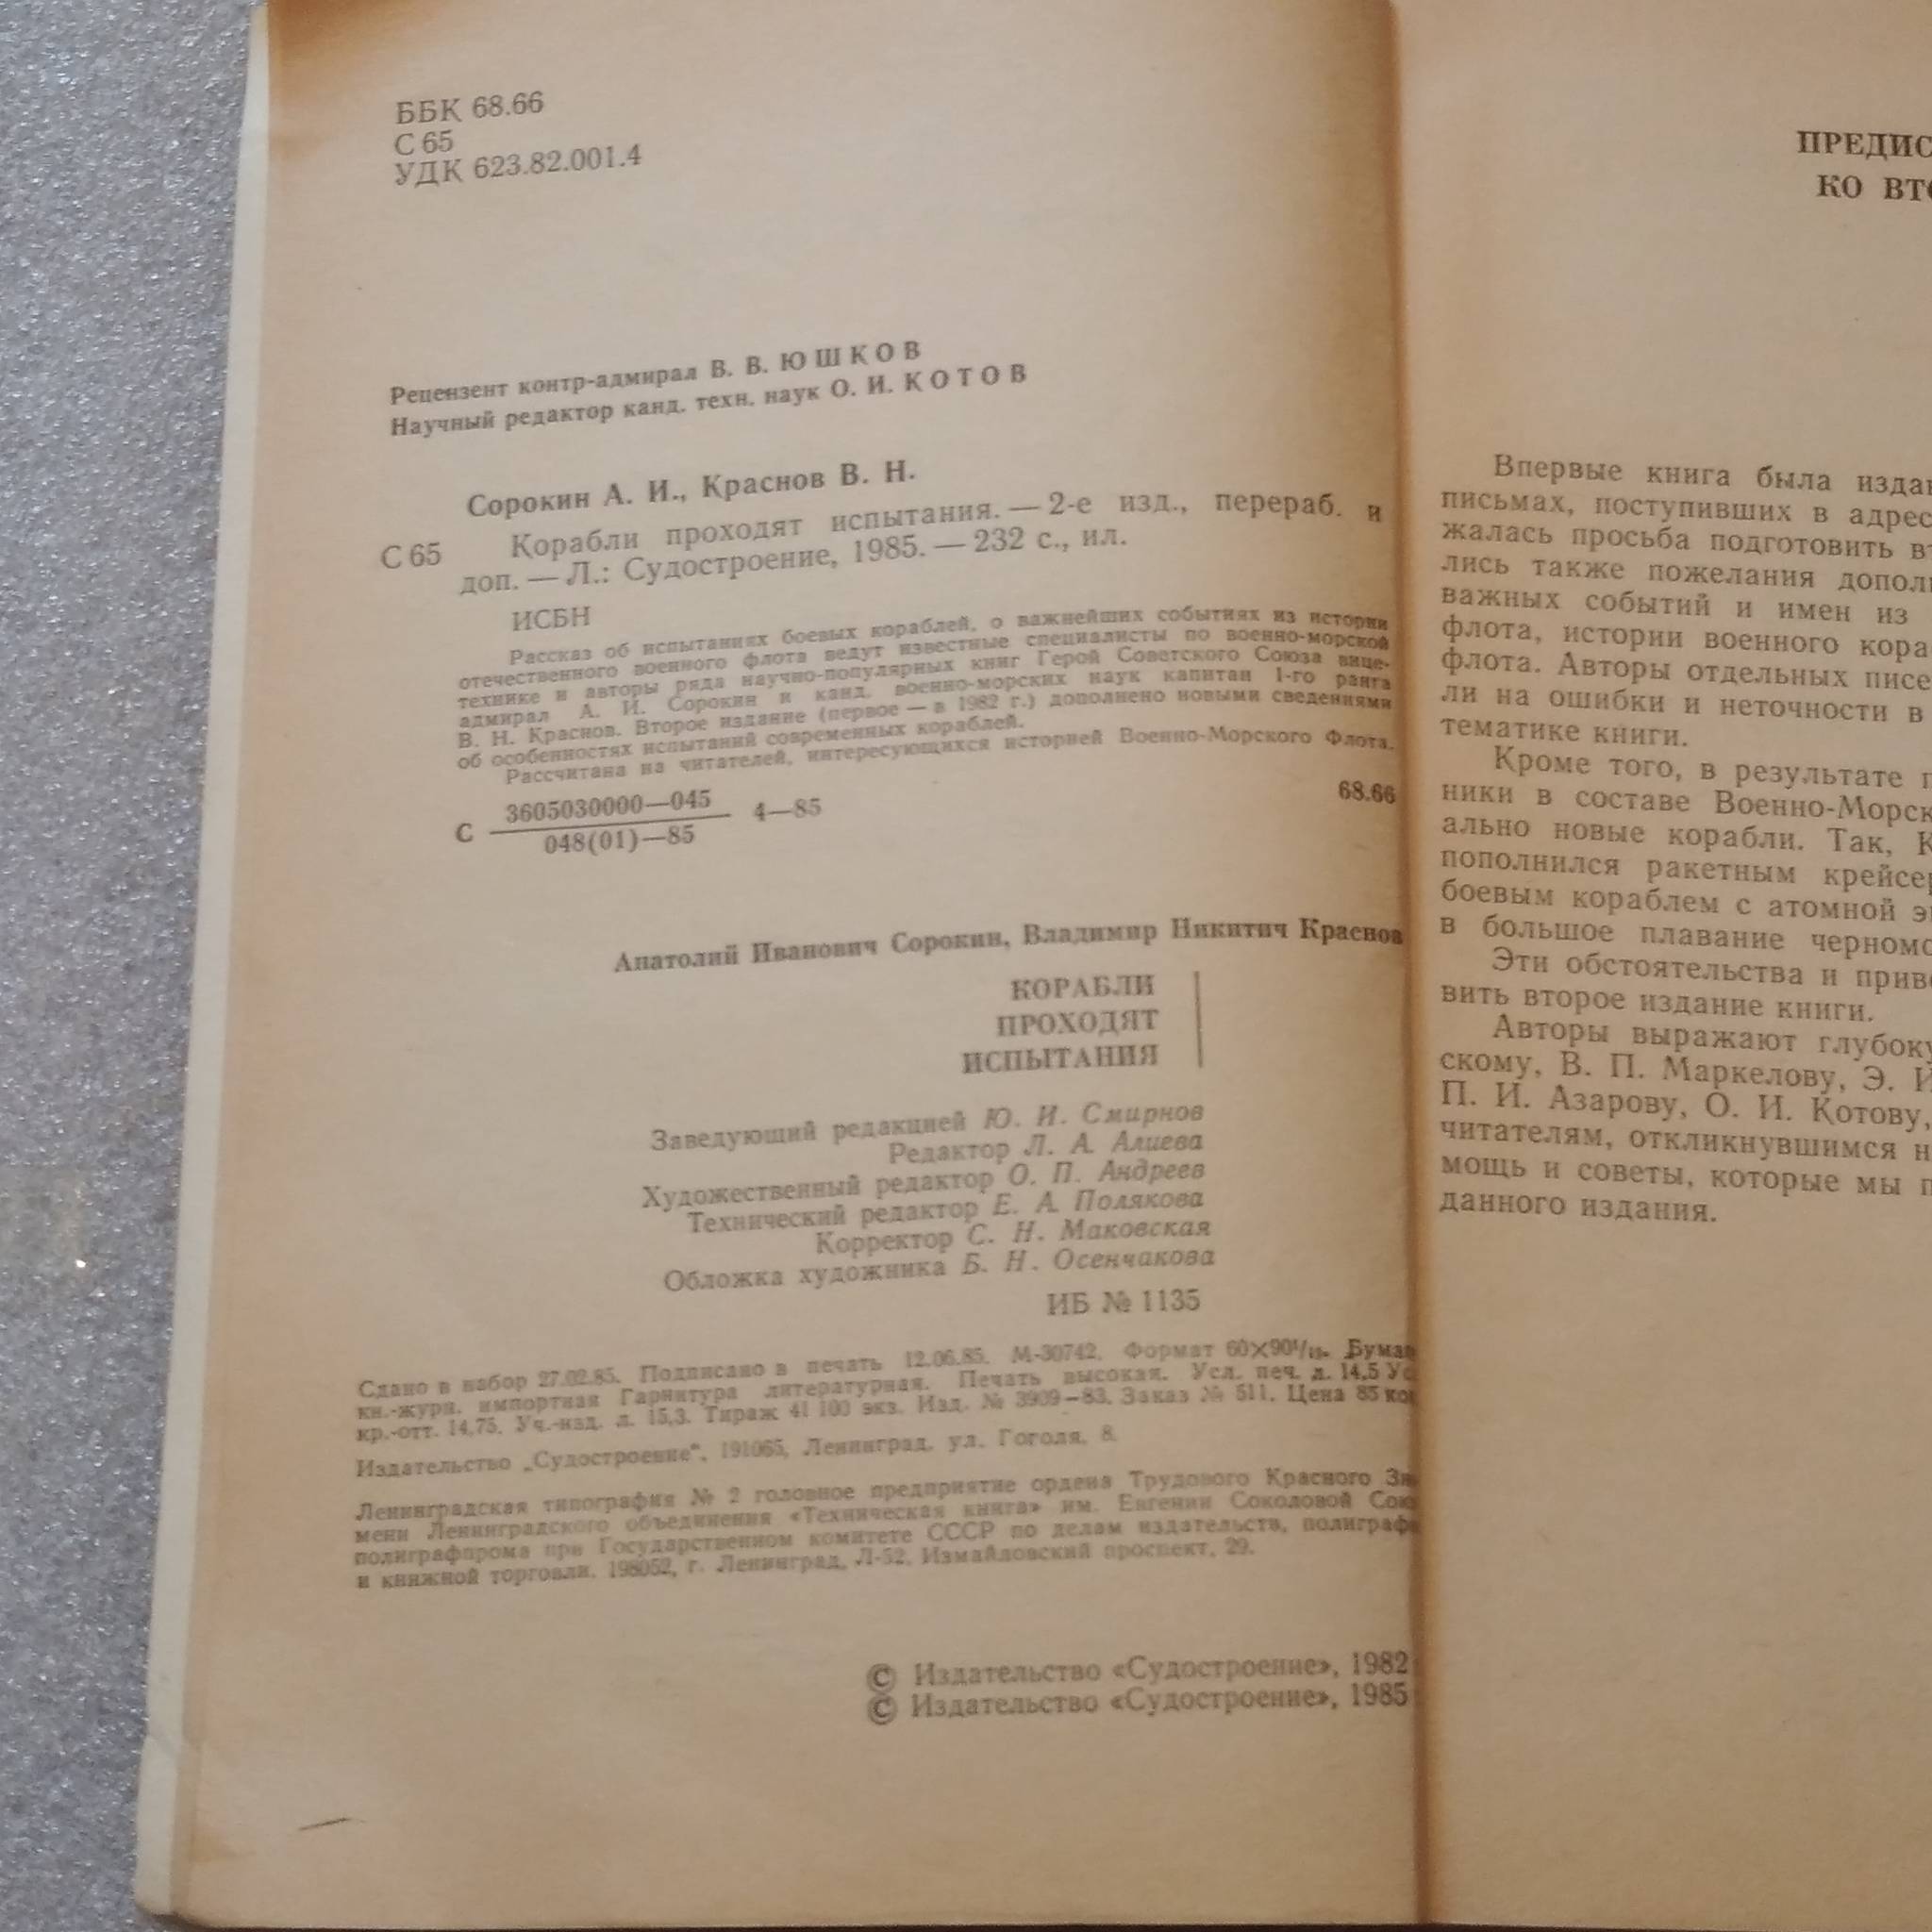 ББК 68.66
С 65
УДК 623.82.001.4
Рецензент контр-адмирал В. В. ЮШКОВ
Научный редактор канд. техн. наук О. И. КОТОВ
Сорокин А. И., Краснов В. Н.
С 65 Корабли проходят испытания. — 2-е изд., перераб. и
доп. — Л.: Судостроение, 1985. — 232 с., ил.
ИСБН
Рассказ об испытаниях боевых кораблей, о важнейших событиях из истории
отечественного военного флота ведут известные специалисты по военно-морской
технике и авторы ряда научно-популярных книг Герой Советского Союза вице-
адмирал А. И. Сорокин и канд. военно-морских наук капитан 1-го ранга
В. Н. Краснов. Второе издание (первое — в 1982 г.) дополнено новыми сведениями
об особенностях испытаний современных кораблей.
Рассчитана на читателей, интересующихся историей Военно-Морского Флота.
С 3605030000—045
048(01)—85
4—85
68.66
Анатолий Иванович Сорокин, Владимир Никитич Краснов
КОРАБЛИ
ПРОХОДЯТ
ИСПЫТАНИЯ
Заведующий редакцией Ю. И. Смирнов
Редактор Л. А. Алиева
Художественный редактор О. П. Андреев
Технический редактор Е. А. Полякова
Корректор С. Н. Маковская
Обложка художника Б. Н. Осенчакова
ИБ № 1135
Сдано в набор 27.02.85. Подписано в печать 12.06.85. М-30742. Формат 60×90¹/₁₆. Бумаг
кн.-журн. импортная Гарнитура литературная. Печать высокая. Усл. печ. л. 14,5 Ус
кр.-отт. 14,75. Уч.-изд. л. 15,3. Тираж 41 100 экз. Изд. № 3909—83. Заказ № 511. Цена 85 ко
Издательство „Судостроение“, 191065, Ленинград, ул. Гоголя, 8.
Ленинградская типография № 2 головное предприятие ордена Трудового Красного Зн
мени Ленинградского объединения «Техническая книга» им. Евгении Соколовой Сою
полиграфпрома при Государственном комитете СССР по делам издательств, полиграфи
и книжной торговли. 198052, г. Ленинград, Л-52, Измайловский проспект, 29.
© Издательство «Судостроение», 1982
© Издательство «Судостроение», 1985
ПРЕДИС
КО ВТО
Впервые книга была издан
письмах, поступивших в адрес
жалась просьба подготовить вт
лись также пожелания дополн
важных событий и имен из
флота, истории военного кора
флота. Авторы отдельных писе
ли на ошибки и неточности в
тематике книги.
Кроме того, в результате п
ники в составе Военно-Морск
ально новые корабли. Так, К
пополнился ракетным крейсер
боевым кораблем с атомной эн
в большое плавание черномо
Эти обстоятельства и приве
вить второе издание книги.
Авторы выражают глубоку
скому, В. П. Маркелову, Э. И
П. И. Азарову, О. И. Котову,
читателям, откликнувшимся н
мощь и советы, которые мы п
данного издания.